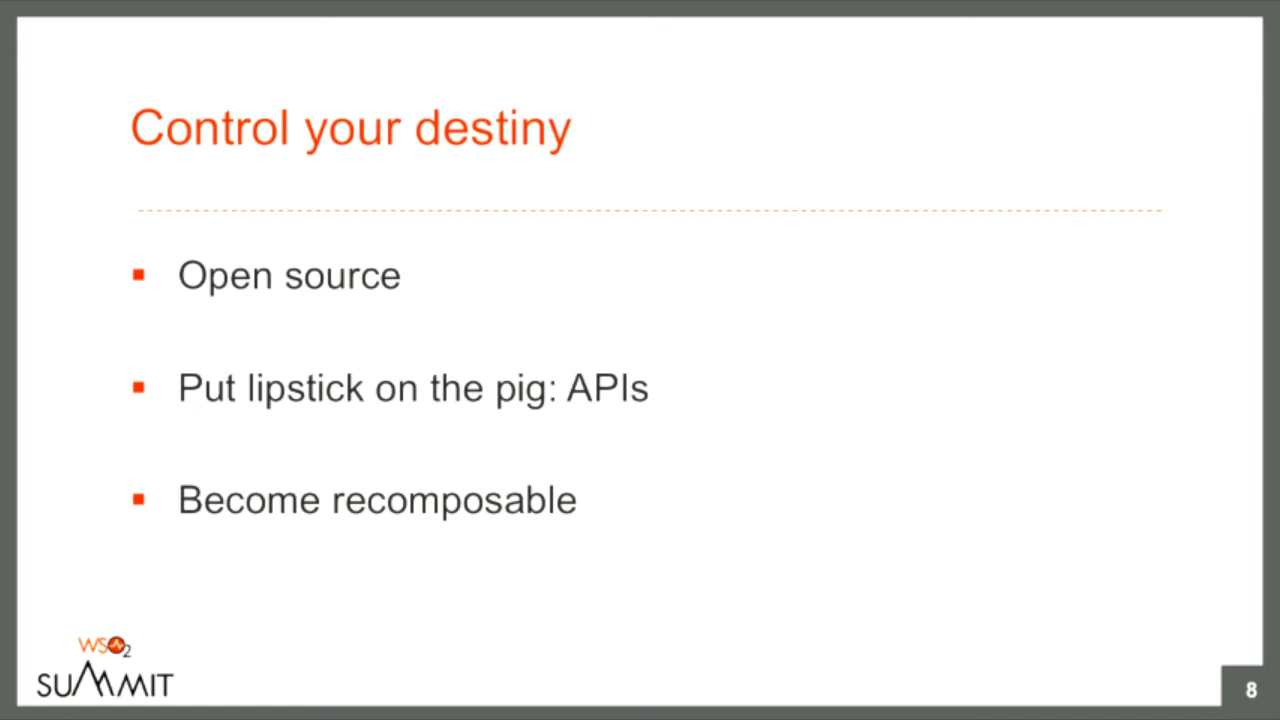 Control your destiny
Open source
Put lipstick on the pig: APIs
Become recomposable
WSO2
SUMMIT
8